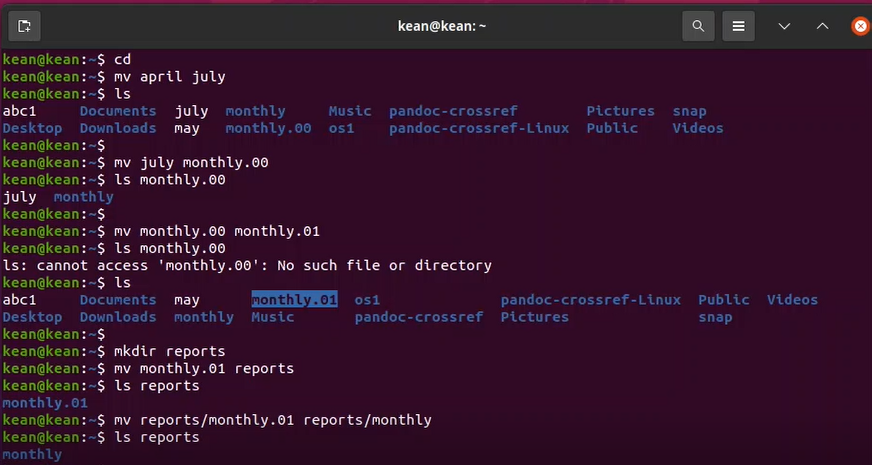 kean@kean: ~
kean@kean:~$ cd
kean@kean:~$ mv april july
kean@kean:~$ ls
abc1 Documents july monthly Music pandoc-crossref Pictures snap
Desktop Downloads may monthly.00 os1 pandoc-crossref-Linux Public Videos
kean@kean:~$
kean@kean:~$ mv july monthly.00
kean@kean:~$ ls monthly.00
july monthly
kean@kean:~$
kean@kean:~$ mv monthly.00 monthly.01
kean@kean:~$ ls monthly.00
ls: cannot access 'monthly.00': No such file or directory
kean@kean:~$ ls
abc1 Documents may monthly.01 os1 pandoc-crossref-Linux Public Videos
Desktop Downloads monthly Music pandoc-crossref Pictures snap
kean@kean:~$
kean@kean:~$ mkdir reports
kean@kean:~$ mv monthly.01 reports
kean@kean:~$ ls reports
monthly.01
kean@kean:~$ mv reports/monthly.01 reports/monthly
kean@kean:~$ ls reports
monthly